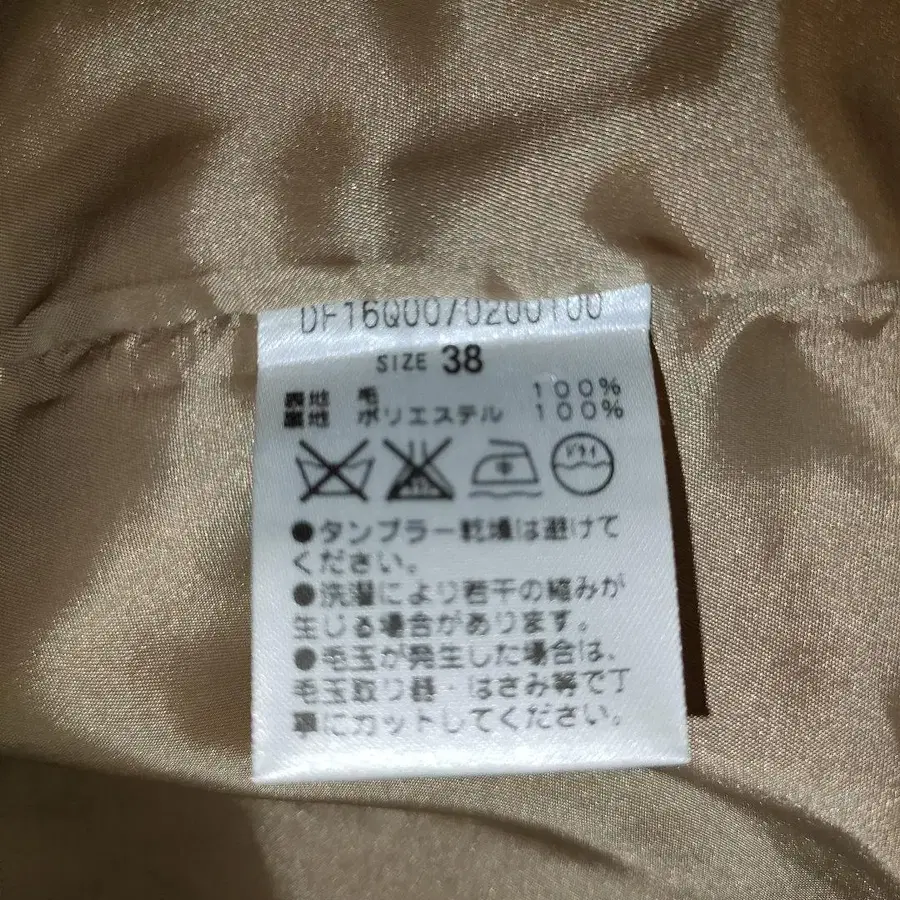 DF16Q0070200100
SIZE 38
表地 毛 100%
裏地 ポリエステル 100%
ドライ
●タンブラー乾燥は避けて
ください。
●洗濯により若干の縮みが
生じる場合があります。
●毛玉が発生した場合は、
毛玉取り器・はさみ等で丁
寧にカットしてください。